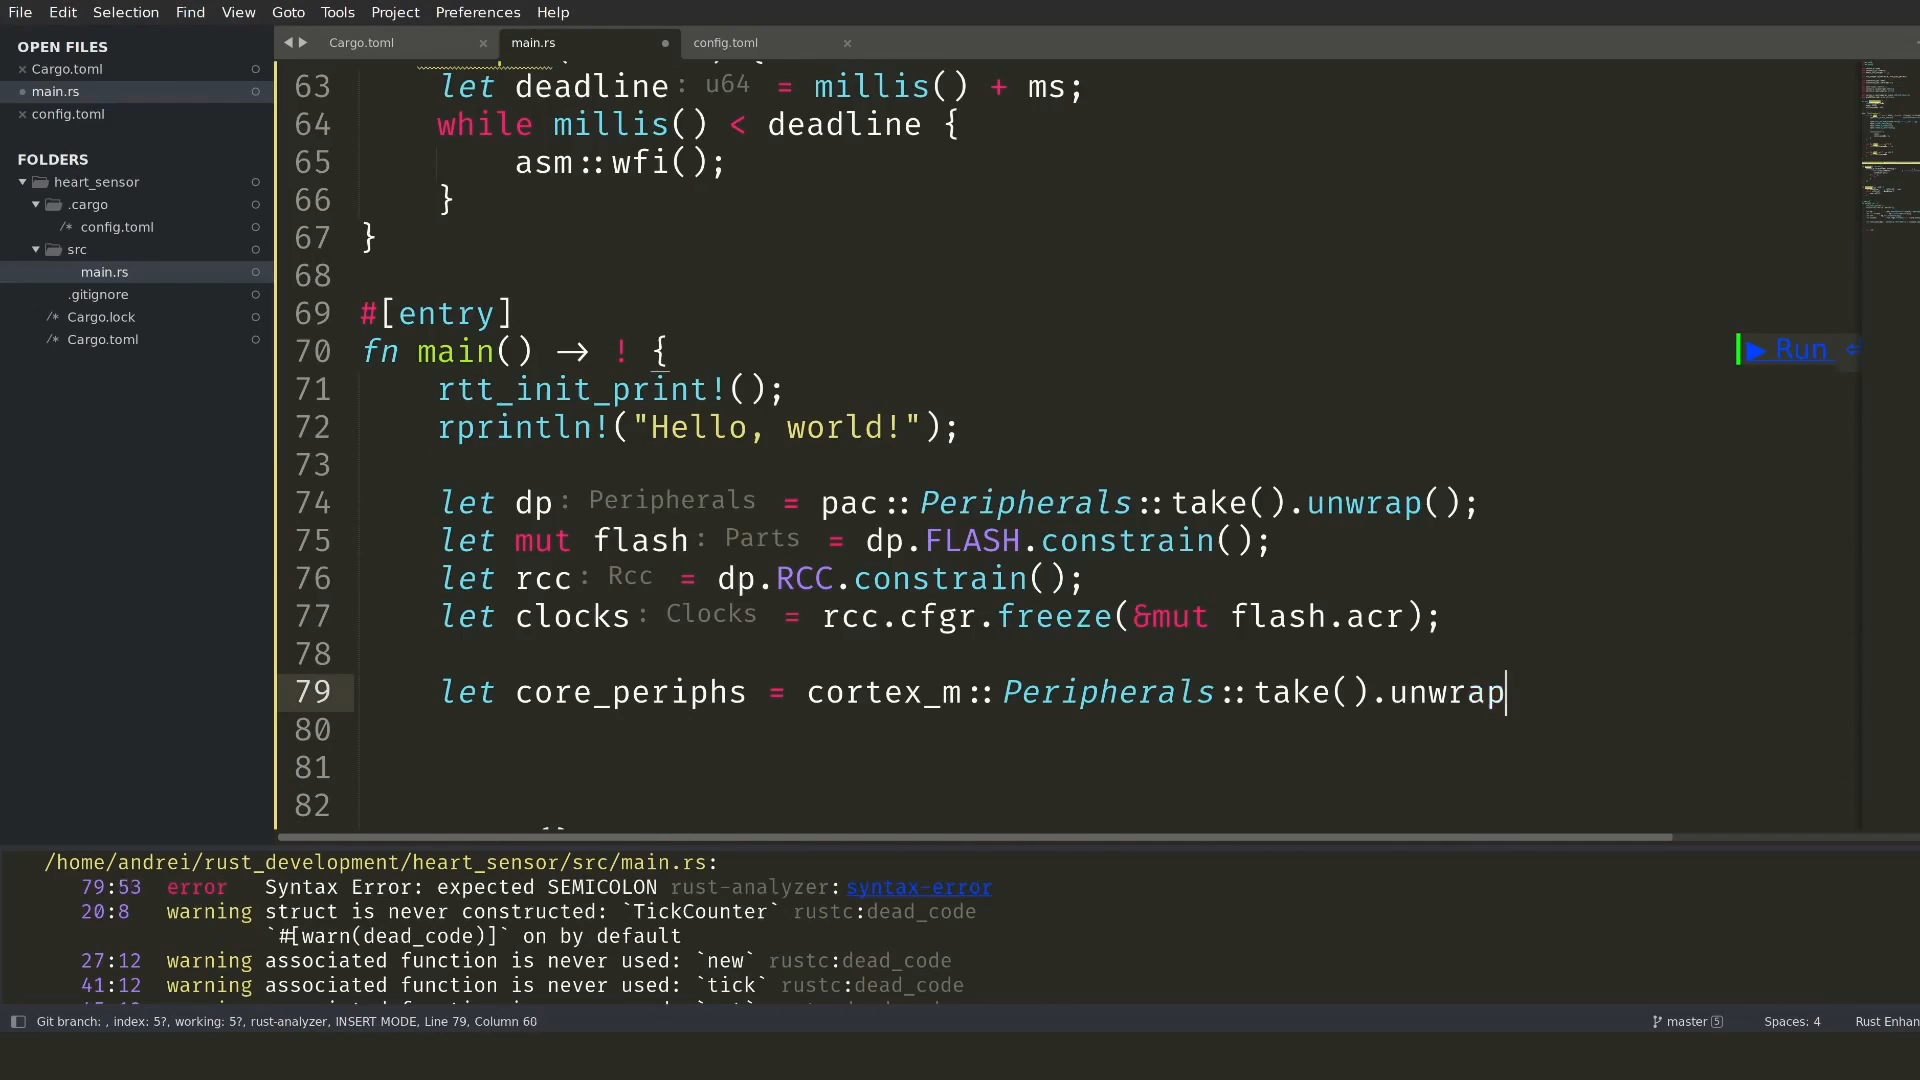 File Edit Selection Find View Goto Tools Project Preferences Help
OPEN FILES
Cargo.toml
main.rs
config.toml
FOLDERS
heart_sensor
.cargo
/* config.toml
src
main.rs
.gitignore
/* Cargo.lock
/* Cargo.toml
Cargo.toml × main.rs config.toml ×
63 let deadline: u64 = millis() + ms;
64 while millis() < deadline {
65 asm::wfi();
66 }
67 }
68
69 #[entry]
70 fn main() → ! {
▶ Run
71 rtt_init_print!();
72 rprintln!("Hello, world!");
73
74 let dp: Peripherals = pac::Peripherals::take().unwrap();
75 let mut flash: Parts = dp.FLASH.constrain();
76 let rcc: Rcc = dp.RCC.constrain();
77 let clocks: Clocks = rcc.cfgr.freeze(&mut flash.acr);
78
79 let core_periphs = cortex_m::Peripherals::take().unwrap
80
81
82
/home/andrei/rust_development/heart_sensor/src/main.rs:
79:53 error Syntax Error: expected SEMICOLON rust-analyzer:syntax-error
20:8 warning struct is never constructed: `TickCounter` rustc:dead_code
`#[warn(dead_code)]` on by default
27:12 warning associated function is never used: `new` rustc:dead_code
41:12 warning associated function is never used: `tick` rustc:dead_code
Git branch: , index: 5?, working: 5?, rust-analyzer, INSERT MODE, Line 79, Column 60
master 5 Spaces: 4 Rust Enhan